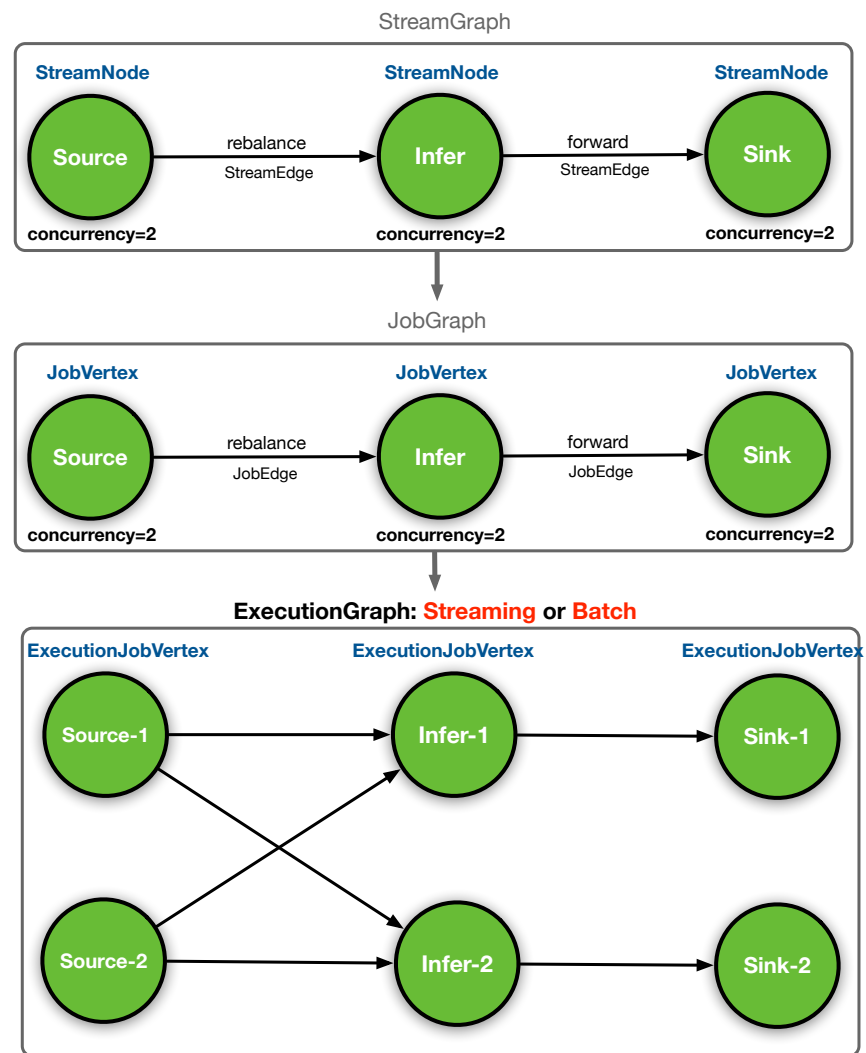 StreamGraph
StreamNode StreamNode StreamNode
rebalance forward
Source Infer Sink
StreamEdge StreamEdge
concurrency=2 concurrency=2 concurrency=2
JobGraph
JobVertex JobVertex JobVertex
rebalance forward
Source Infer Sink
JobEdge JobEdge
concurrency=2 concurrency=2 concurrency=2
ExecutionGraph: Streaming or Batch
ExecutionJobVertex ExecutionJobVertex ExecutionJobVertex
Source-1 Infer-1 Sink-1
Source-2 Infer-2 Sink-2